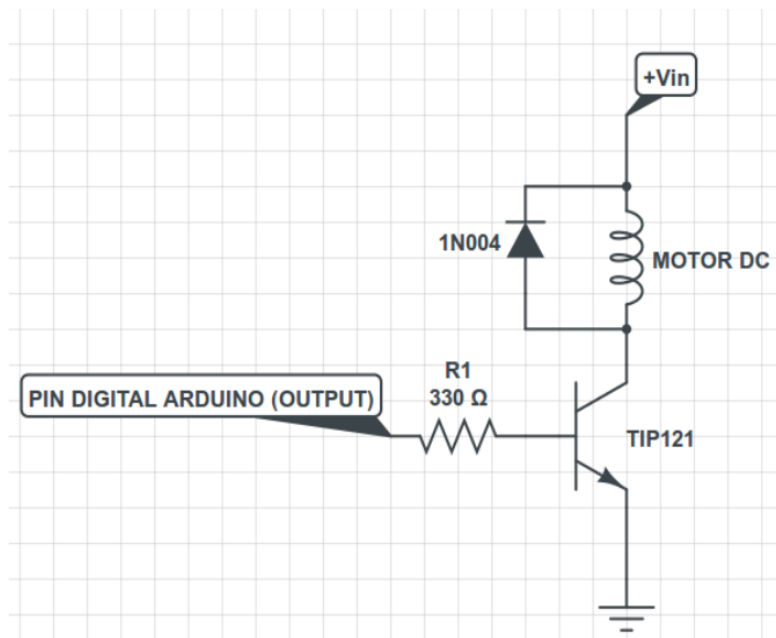 +Vin
1N004
MOTOR DC
R1
330 Ω
PIN DIGITAL ARDUINO (OUTPUT)
TIP121